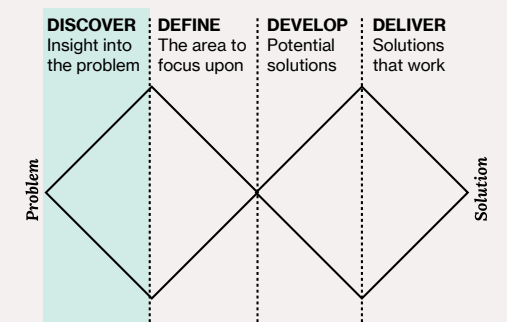 DISCOVER
Insight into
the problem
DEFINE
The area to
focus upon
DEVELOP
Potential
solutions
DELIVER
Solutions
that work
Problem
Solution